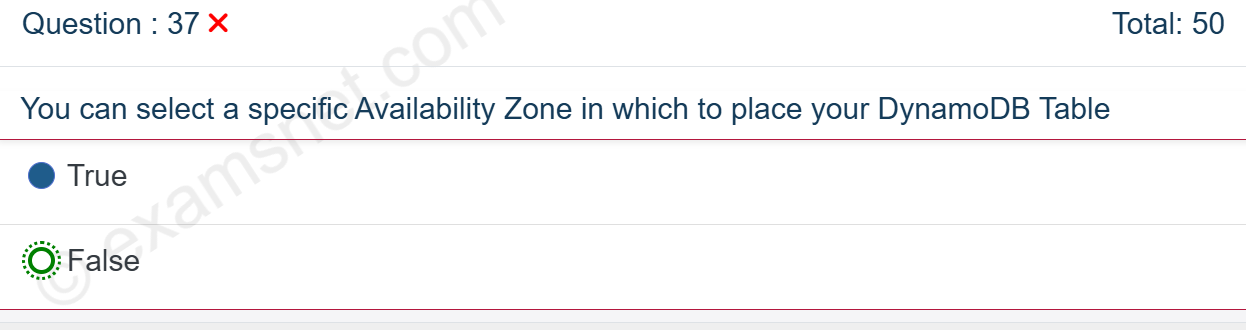 Question : 37
Total: 50
You can select a specific Availability Zone in which to place your DynamoDB Table
True
False
© examsnet.com